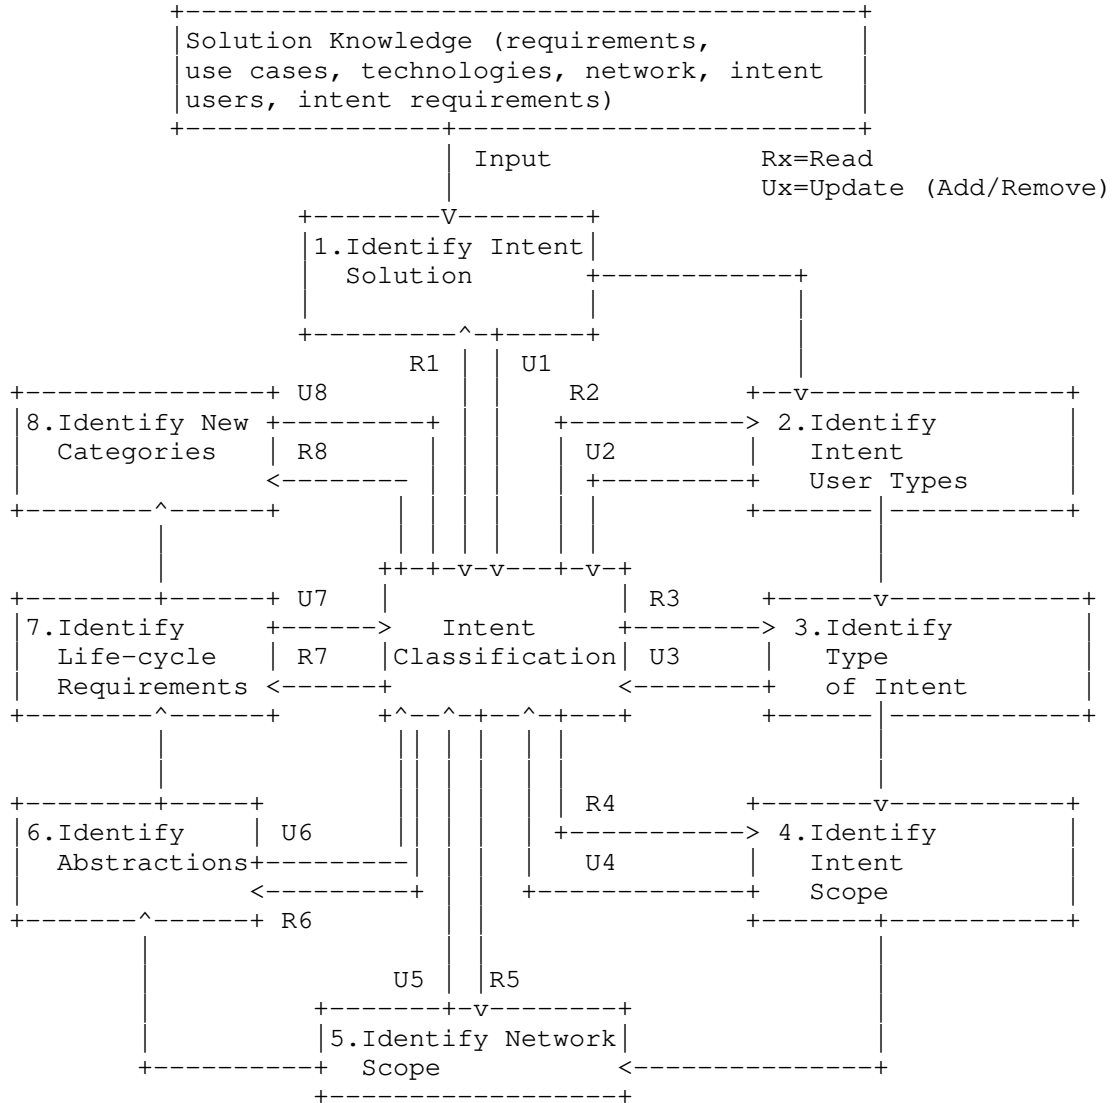 Solution Knowledge (requirements,
use cases, technologies, network, intent
users, intent requirements)
Input
Rx=Read
Ux=Update (Add/Remove)
1.Identify Intent
Solution
R1
U1
U8
R2
8.Identify New
Categories
R8
2.Identify
Intent
User Types
U2
U7
R3
7.Identify
Life-cycle
Requirements
R7
Intent
Classification
U3
3.Identify
Type
of Intent
R4
6.Identify
Abstractions
U6
4.Identify
Intent
Scope
U4
R6
U5
R5
5.Identify Network
Scope